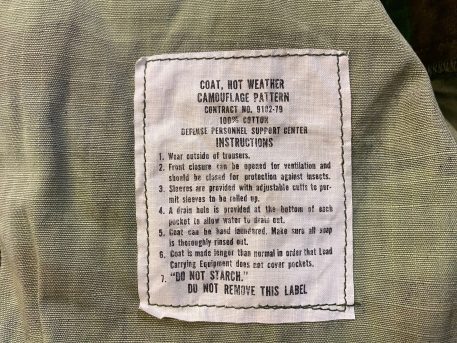 COAT, HOT WEATHER
CAMOUFLAGE PATTERN
CONTRACT NO. 9102-79
100% COTTON
DEFENSE PERSONNEL SUPPORT CENTER
INSTRUCTIONS
1. Wear outside of trousers.
2. Front closure can be opened for ventilation and
should be closed for protection against insects.
3. Sleeves are provided with adjustable cuffs to per-
mit sleeves to be rolled up.
4. A drain hole is provided at the bottom of each
pocket to allow water to drain out.
5. Coat can be hand laundered. Make sure all soap
is thoroughly rinsed out.
6. Coat is made longer than normal in order that Load
Carrying Equipment does not cover pockets.
7. "DO NOT STARCH."
DO NOT REMOVE THIS LABEL